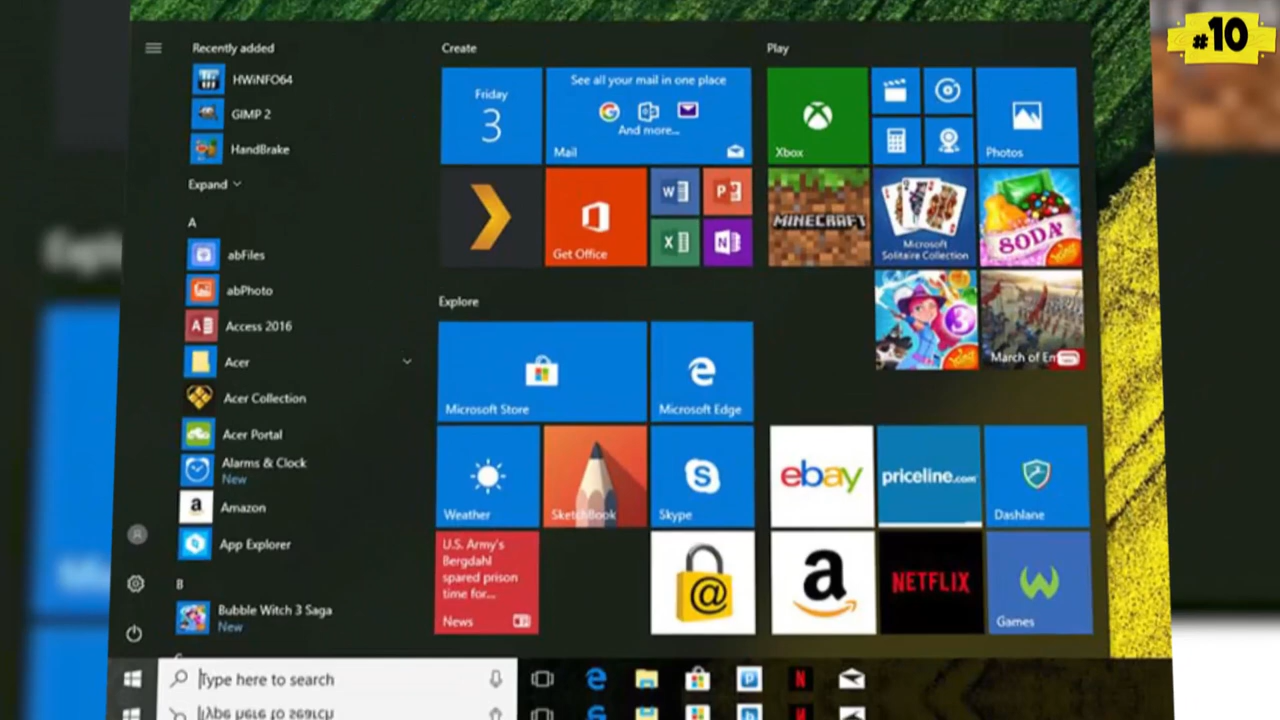 #10
Recently added
HWiNFO64
GIMP 2
HandBrake
Expand
A
abFiles
abPhoto
Access 2016
Acer
Acer Collection
Acer Portal
Alarms & Clock
New
Amazon
App Explorer
B
Bubble Witch 3 Saga
New
Create
Friday
3
See all your mail in one place
And more...
Mail
Get Office
Explore
Microsoft Store
Microsoft Edge
Weather
SketchBook
Skype
U.S. Army's
Bergdahl
spared prison
time for...
News
Play
Xbox
Photos
MINECRAFT
Microsoft
Solitaire Collection
SODA
3
March of Em
ebay
priceline.com
Dashlane
a
NETFLIX
Games
Type here to search